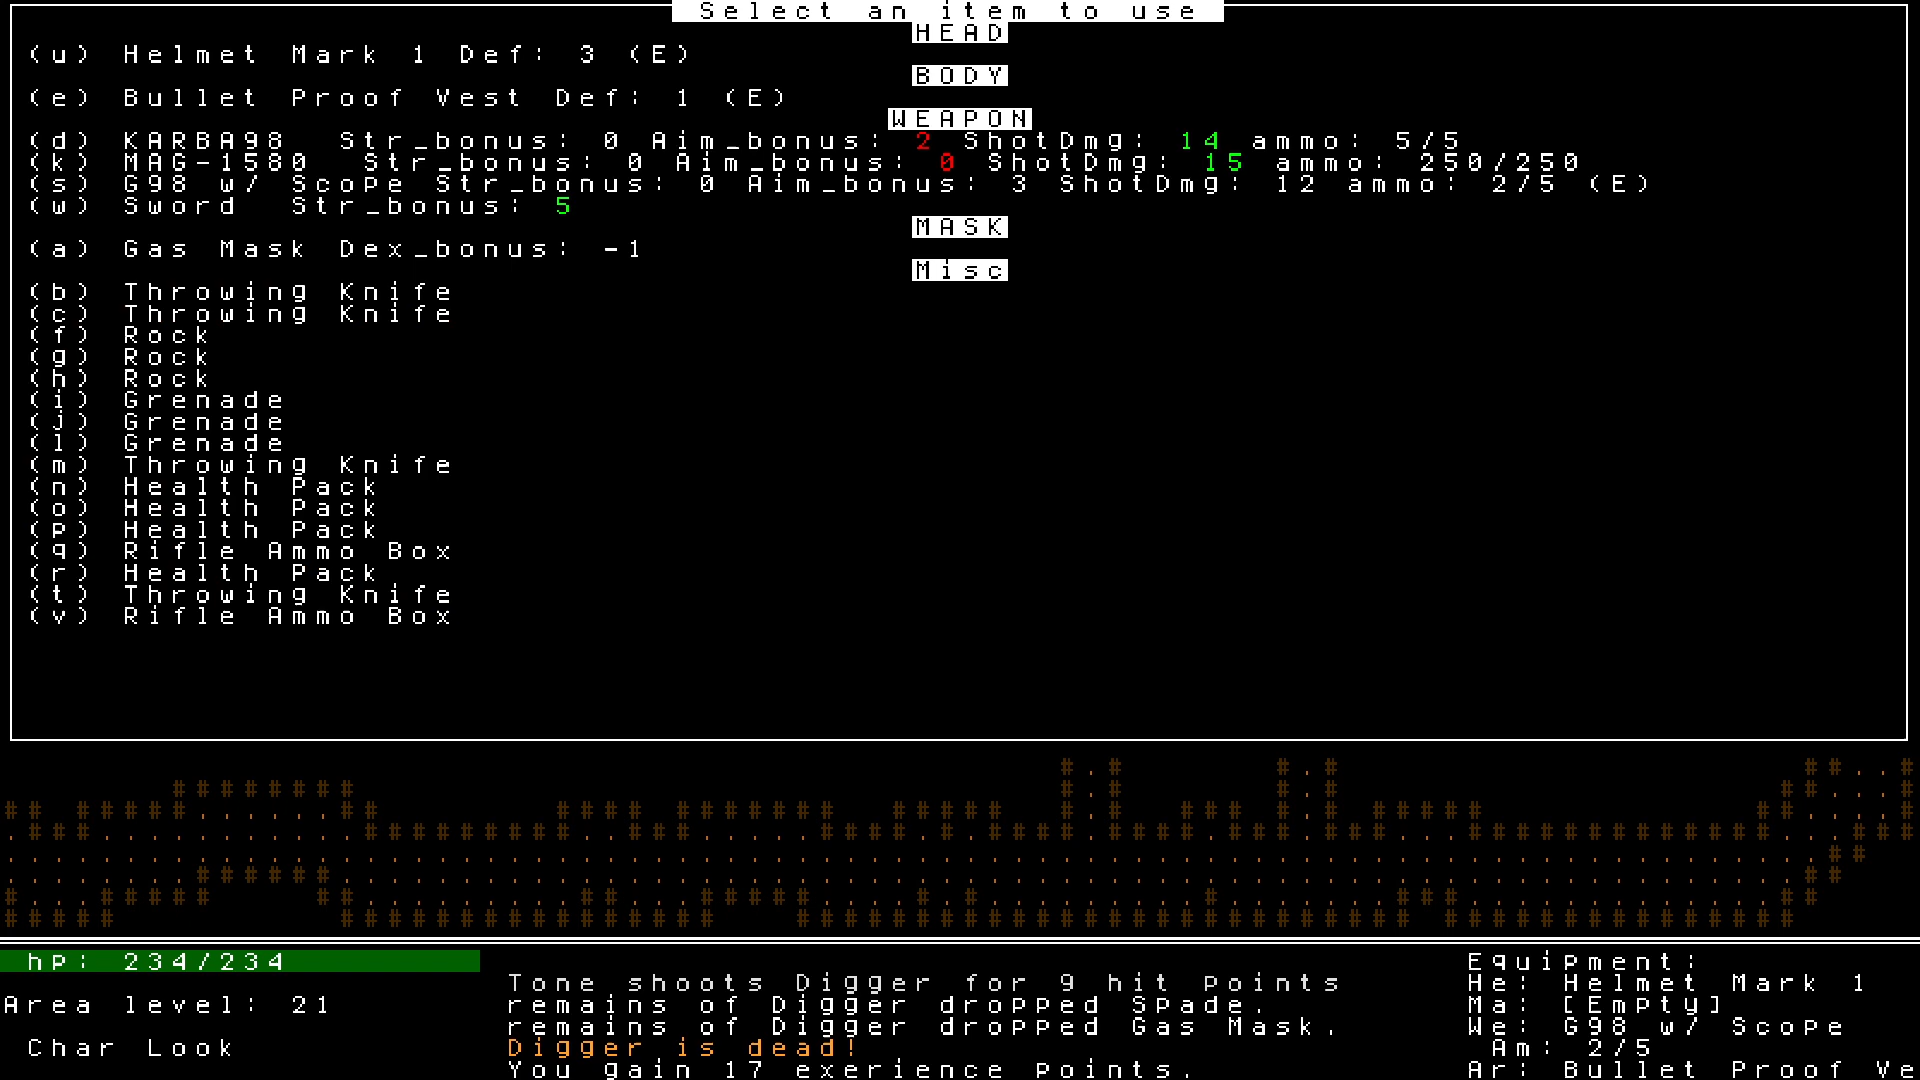 Select an item to use
HEAD
(u) Helmet Mark 1 Def: 3 (E)
BODY
(e) Bullet Proof Vest Def: 1 (E)
WEAPON
(d) KARBA98 Str_bonus: 0 Aim_bonus: 2 ShotDmg: 14 ammo: 5/5
(k) MAG-1580 Str_bonus: 0 Aim_bonus: 0 ShotDmg: 15 ammo: 250/250
(s) G98 w/ Scope Str_bonus: 0 Aim_bonus: 3 ShotDmg: 12 ammo: 2/5 (E)
(w) Sword Str_bonus: 5
MASK
(a) Gas Mask Dex_bonus: -1
Misc
(b) Throwing Knife
(c) Throwing Knife
(f) Rock
(g) Rock
(h) Rock
(i) Grenade
(j) Grenade
(l) Grenade
(m) Throwing Knife
(n) Health Pack
(o) Health Pack
(p) Health Pack
(q) Rifle Ammo Box
(r) Health Pack
(t) Throwing Knife
(v) Rifle Ammo Box
hp: 234/234
Area level: 21
Char Look
Tone shoots Digger for 9 hit points
remains of Digger dropped Spade.
remains of Digger dropped Gas Mask.
Digger is dead!
You gain 17 exerience points.
Equipment:
He: Helmet Mark 1
Ma: [Empty]
We: G98 w/ Scope
Am: 2/5
Ar: Bullet Proof Ve